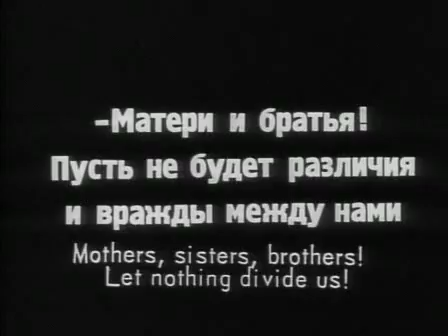 -Матери и братья!
Пусть не будет различия
и вражды между нами
Mothers, sisters, brothers!
Let nothing divide us!